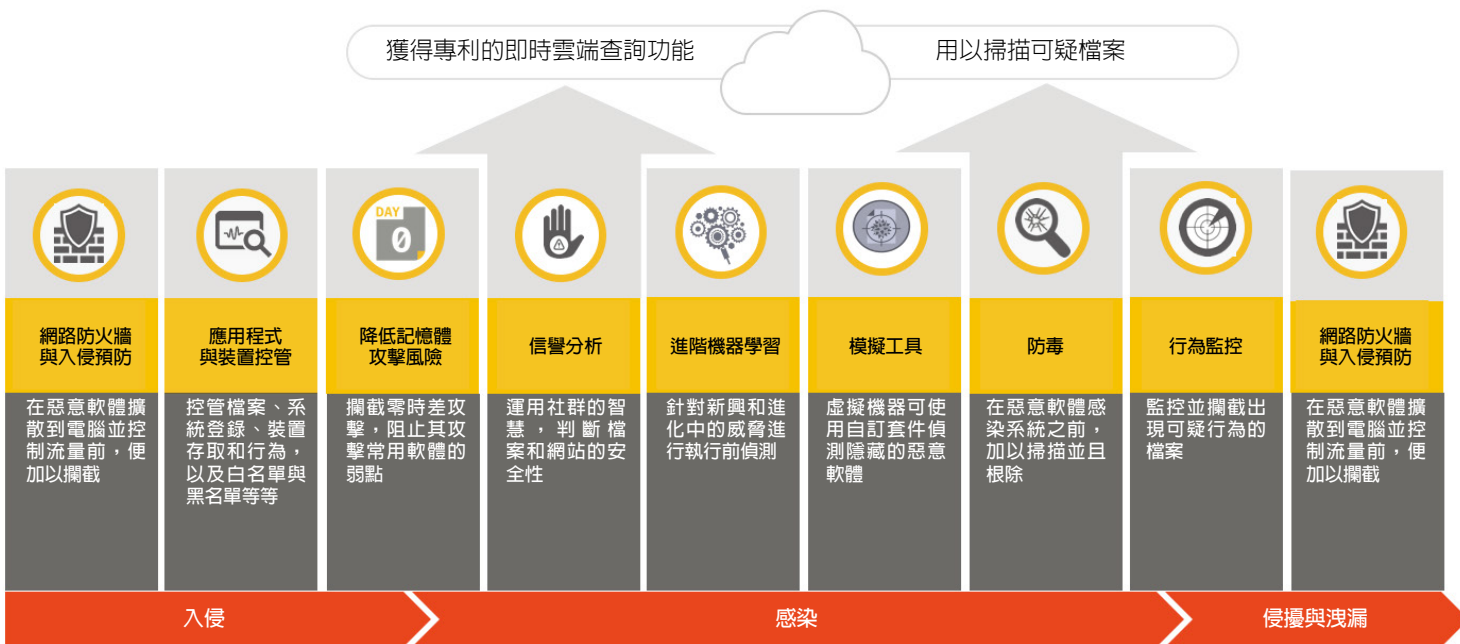 獲得專利的即時雲端查詢功能
用以掃描可疑檔案
網路防火牆
與入侵預防
在惡意軟體擴
散到電腦並控
制流量前，便
加以攔截
應用程式
與裝置控管
控管檔案、系
統登錄、裝置
存取和行為，
以及白名單與
黑名單等等
DAY
0
降低記憶體
攻擊風險
攔截零時差攻
擊，阻止其攻
擊常用軟體的
弱點
信譽分析
運用社群的智
慧，判斷檔
案和網站的安
全性
進階機器學習
針對新興和進
化中的威脅進
行執行前偵測
模擬工具
虛擬機器可使
用自訂套件偵
測隱藏的惡意
軟體
防毒
在惡意軟體感
染系統之前，
加以掃描並且
根除
行為監控
監控並攔截出
現可疑行為的
檔案
網路防火牆
與入侵預防
在惡意軟體擴
散到電腦並控
制流量前，便
加以攔截
入侵
感染
侵擾與洩漏